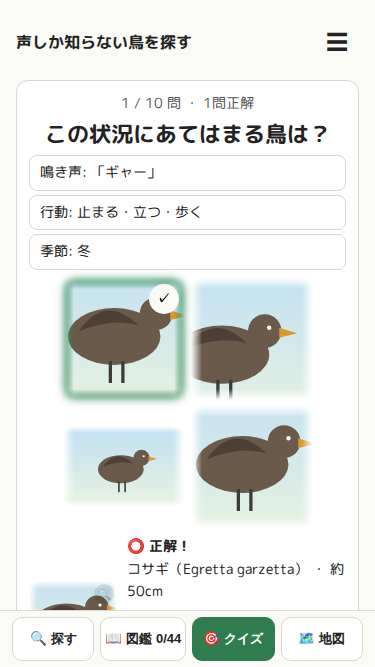 声しか知らない鳥を探す
1 / 10 問 · 1問正解
この状況にあてはまる鳥は？
鳴き声: 「ギャー」
行動: 止まる · 立つ · 歩く
季節: 冬
⭕ 正解！
コサギ（Egretta garzetta） · 約
50cm
🔍 探す
📖 図鑑 0/44
🎯 クイズ
🗺️ 地図